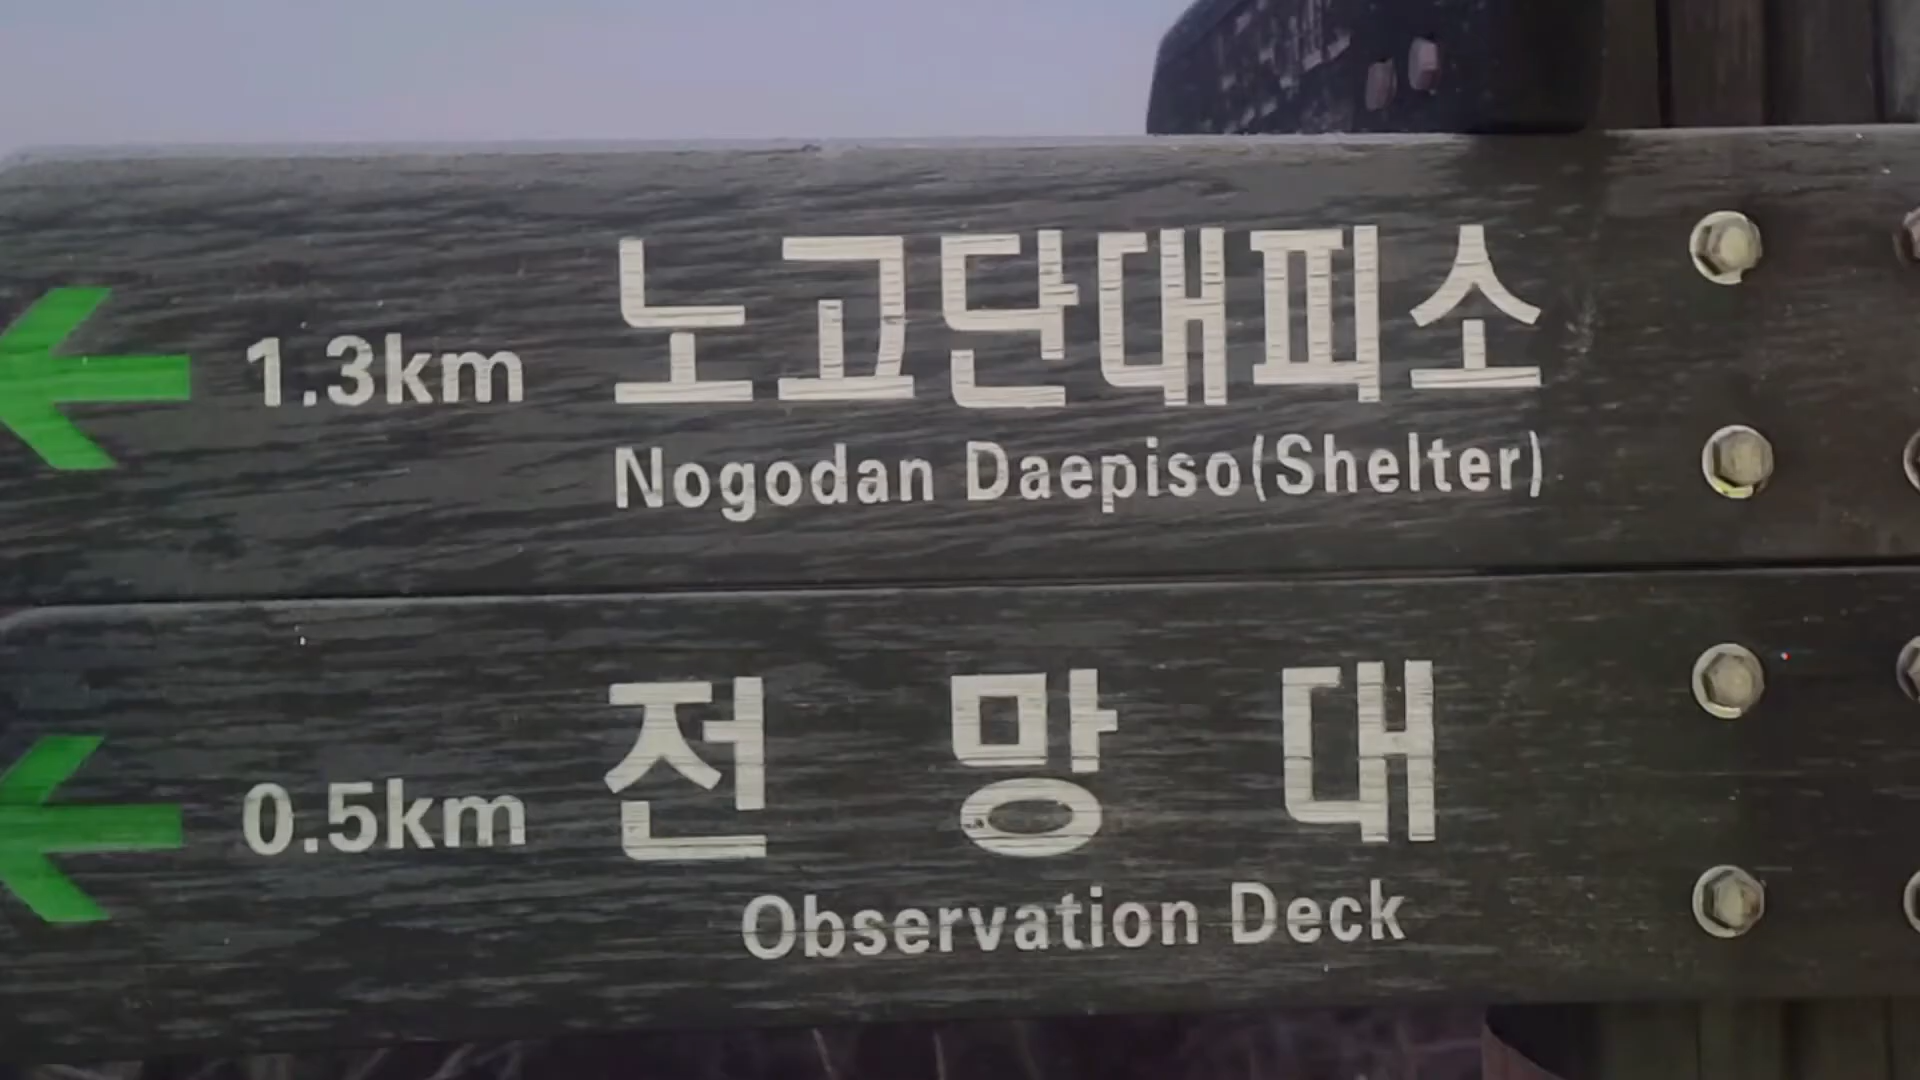 1.3km 노고단대피소
Nogodan Daepiso(Shelter)
0.5km 전망대
Observation Deck